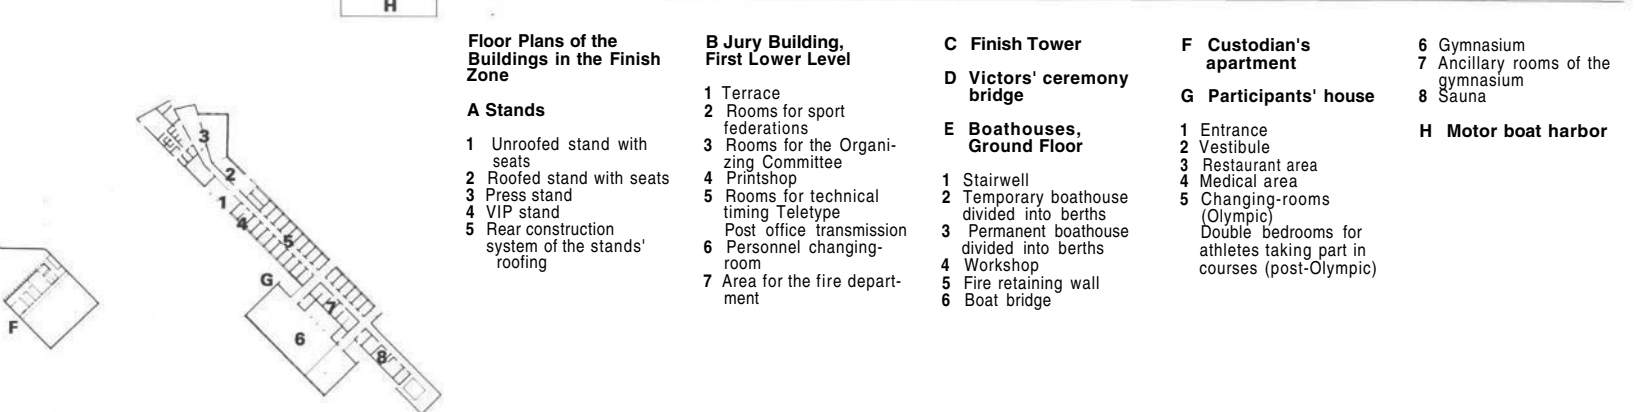 H
3
2
1
4
5
G
1
6
8
F
Floor Plans of the
Buildings in the Finish
Zone
A Stands
1 Unroofed stand with
seats
2 Roofed stand with seats
3 Press stand
4 VIP stand
5 Rear construction
system of the stands'
roofing
B Jury Building,
First Lower Level
1 Terrace
2 Rooms for sport
federations
3 Rooms for the Organi-
zing Committee
4 Printshop
5 Rooms for technical
timing Teletype
Post office transmission
6 Personnel changing-
room
7 Area for the fire depart-
ment
C Finish Tower
D Victors' ceremony
bridge
E Boathouses,
Ground Floor
1 Stairwell
2 Temporary boathouse
divided into berths
3 Permanent boathouse
divided into berths
4 Workshop
5 Fire retaining wall
6 Boat bridge
F Custodian's
apartment
G Participants' house
1 Entrance
2 Vestibule
3 Restaurant area
4 Medical area
5 Changing-rooms
(Olympic)
Double bedrooms for
athletes taking part in
courses (post-Olympic)
6 Gymnasium
7 Ancillary rooms of the
gymnasium
8 Sauna
H Motor boat harbor